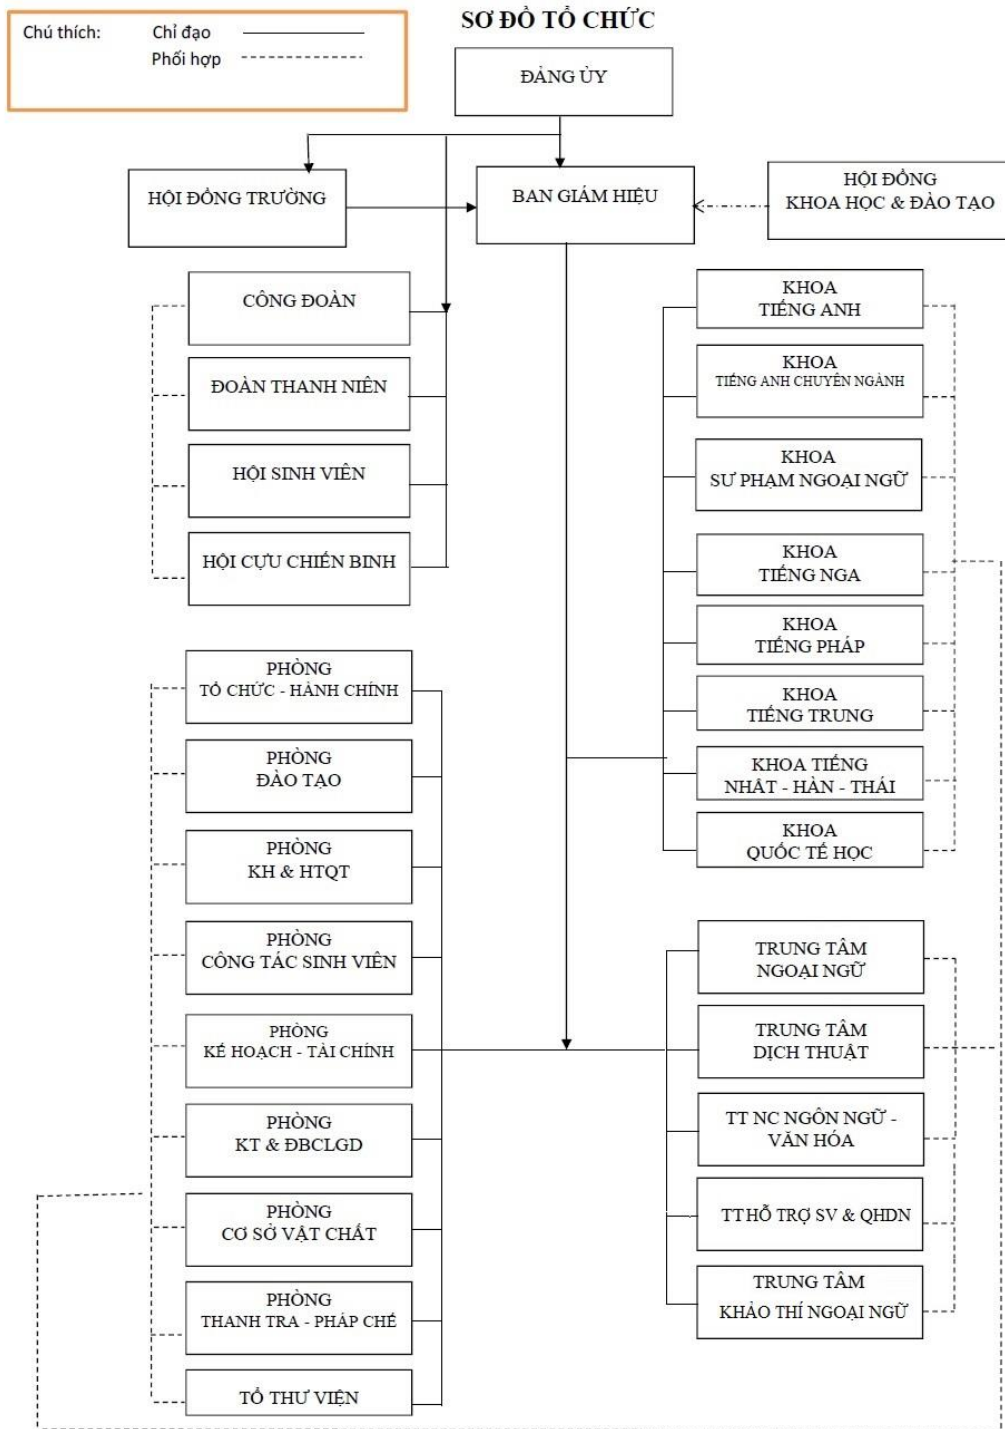 SƠ ĐỒ TỔ CHỨC
Chú thích: Chỉ đạo
Phối hợp
ĐẢNG ỦY
HỘI ĐỒNG TRƯỜNG
BAN GIÁM HIỆU
HỘI ĐỒNG
KHOA HỌC & ĐÀO TẠO
CÔNG ĐOÀN
ĐOÀN THANH NIÊN
HỘI SINH VIÊN
HỘI CỰU CHIẾN BINH
KHOA
TIẾNG ANH
KHOA
TIẾNG ANH CHUYÊN NGÀNH
KHOA
SƯ PHẠM NGOẠI NGỮ
KHOA
TIẾNG NGA
KHOA
TIẾNG PHÁP
KHOA
TIẾNG TRUNG
KHOA TIẾNG
NHẬT - HÀN - THÁI
KHOA
QUỐC TẾ HỌC
PHÒNG
TỔ CHỨC - HÀNH CHÍNH
PHÒNG
ĐÀO TẠO
PHÒNG
KH & HTQT
PHÒNG
CÔNG TÁC SINH VIÊN
PHÒNG
KẾ HOẠCH - TÀI CHÍNH
PHÒNG
KT & ĐBCLGD
PHÒNG
CƠ SỞ VẬT CHẤT
PHÒNG
THANH TRA - PHÁP CHẾ
TỔ THƯ VIỆN
TRUNG TÂM
NGOẠI NGỮ
TRUNG TÂM
DỊCH THUẬT
TT NC NGÔN NGỮ -
VĂN HÓA
TT HỖ TRỢ SV & QHDN
TRUNG TÂM
KHẢO THÍ NGOẠI NGỮ